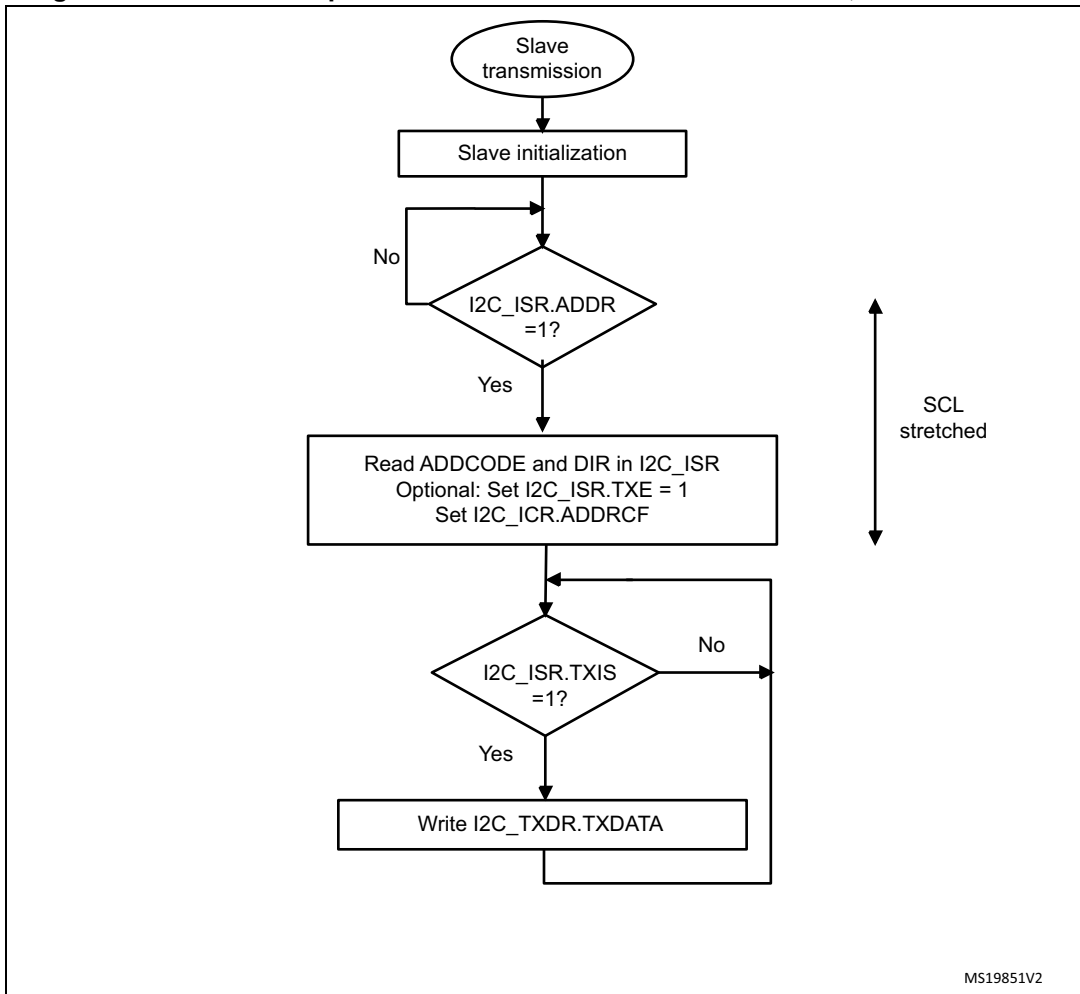 Slave
transmission
Slave initialization
No
I2C_ISR.ADDR
=1?
Yes
SCL
stretched
Read ADDCODE and DIR in I2C_ISR
Optional: Set I2C_ISR.TXE = 1
Set I2C_ICR.ADDRCF
No
I2C_ISR.TXIS
=1?
Yes
Write I2C_TXDR.TXDATA
MS19851V2